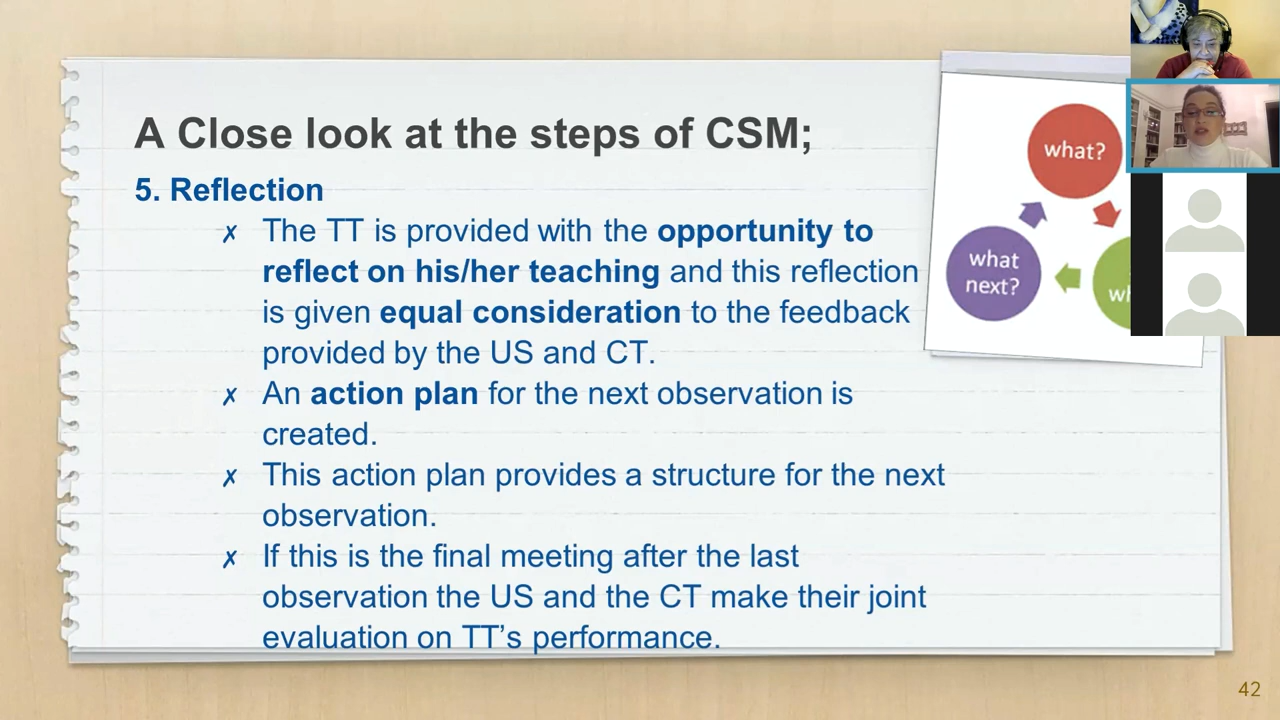 A Close look at the steps of CSM;
5. Reflection
✗ The TT is provided with the opportunity to
reflect on his/her teaching and this reflection
is given equal consideration to the feedback
provided by the US and CT.
✗ An action plan for the next observation is
created.
✗ This action plan provides a structure for the next
observation.
✗ If this is the final meeting after the last
observation the US and the CT make their joint
evaluation on TT’s performance.
what?
what
next?
42